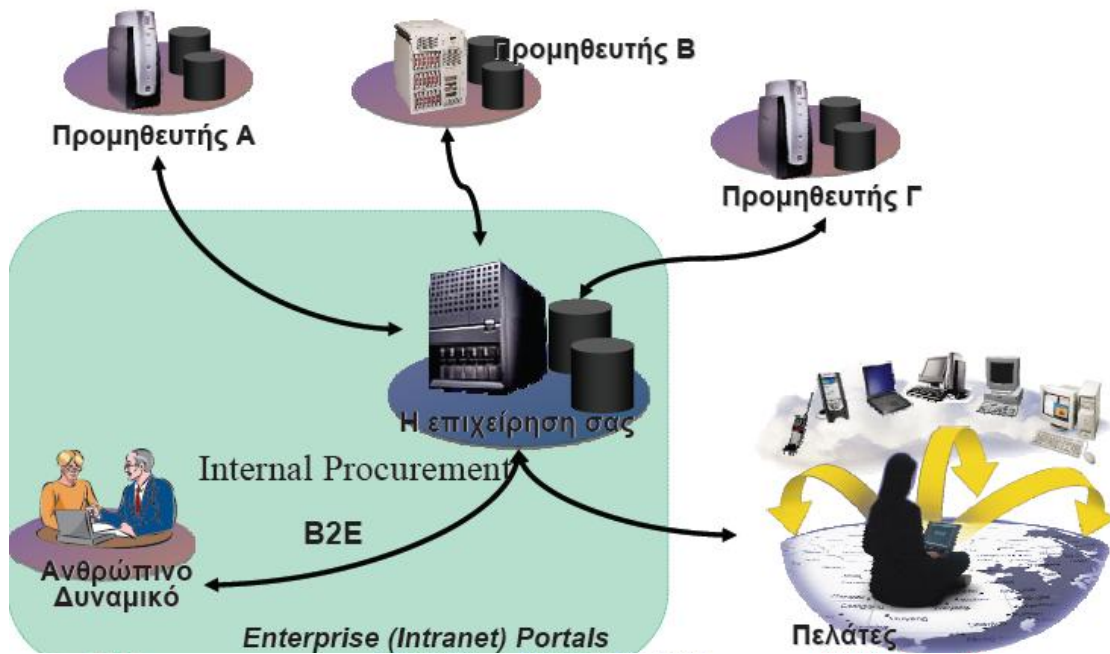 Προμηθευτής Β
Προμηθευτής Α
Προμηθευτής Γ
Η επιχείρηση σας
Internal Procurement
B2E
Ανθρώπινο
Δυναμικό
Enterprise (Intranet) Portals
Πελάτες